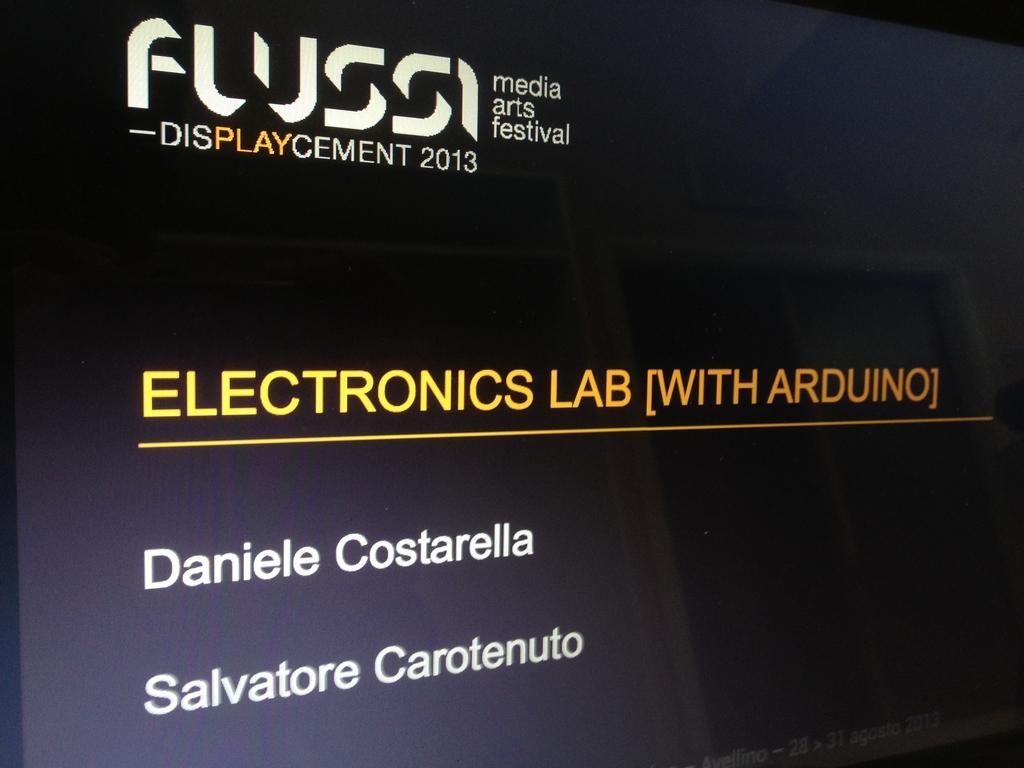 FLUSSI
media
arts
festival
—DISPLAYCEMENT 2013
ELECTRONICS LAB [WITH ARDUINO]
Daniele Costarella
Salvatore Carotenuto
– Avellino – 28 > 31 agosto 2013